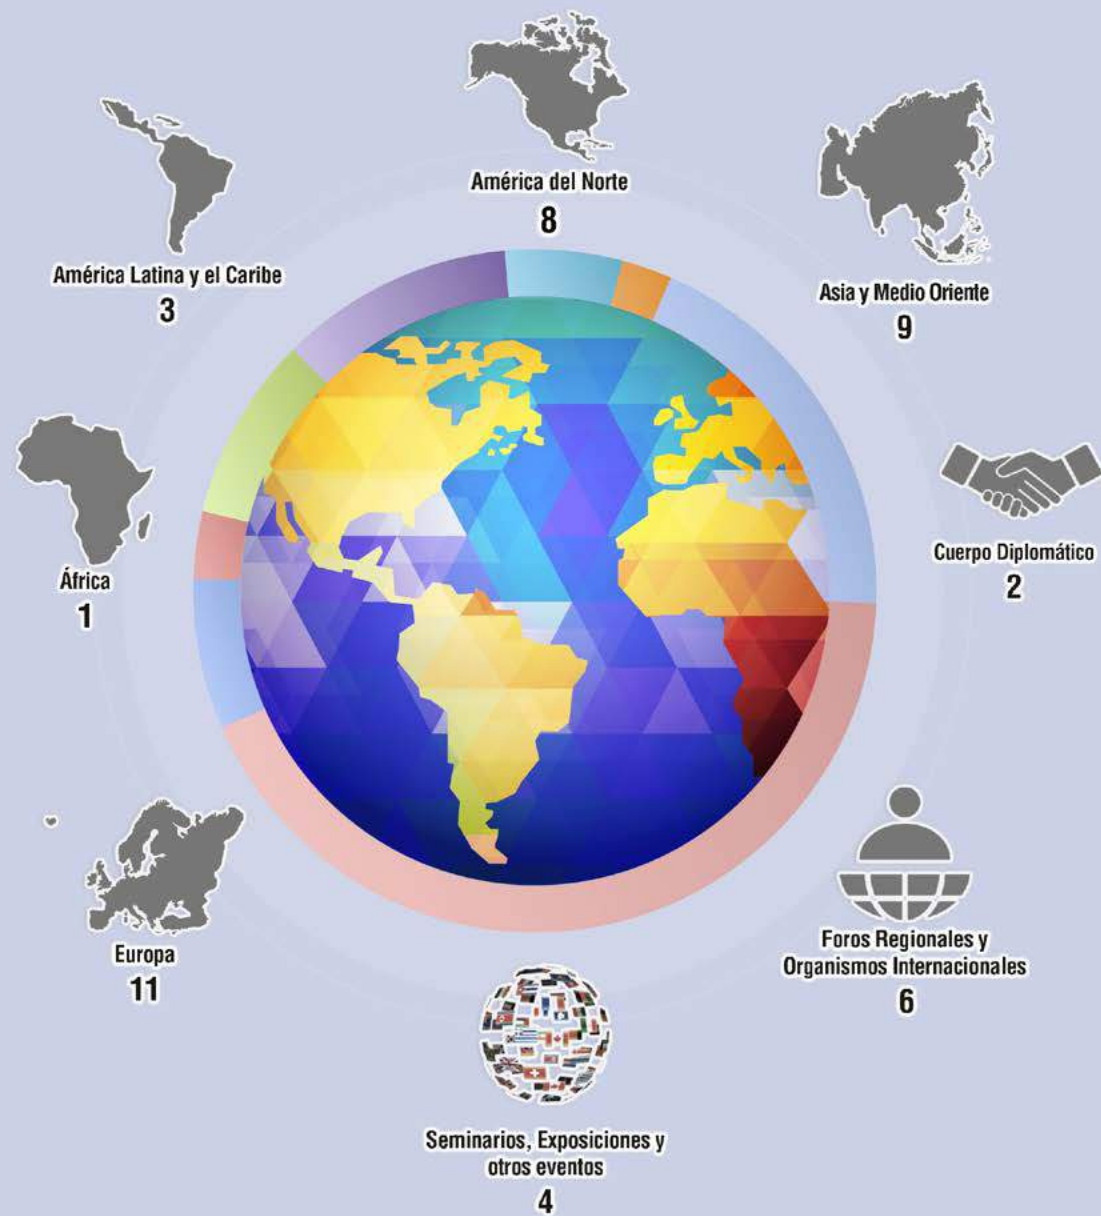 América del Norte
8
América Latina y el Caribe
3
Asia y Medio Oriente
9
África
1
Cuerpo Diplomático
2
Europa
11
Foros Regionales y
Organismos Internacionales
6
Seminarios, Exposiciones y
otros eventos
4